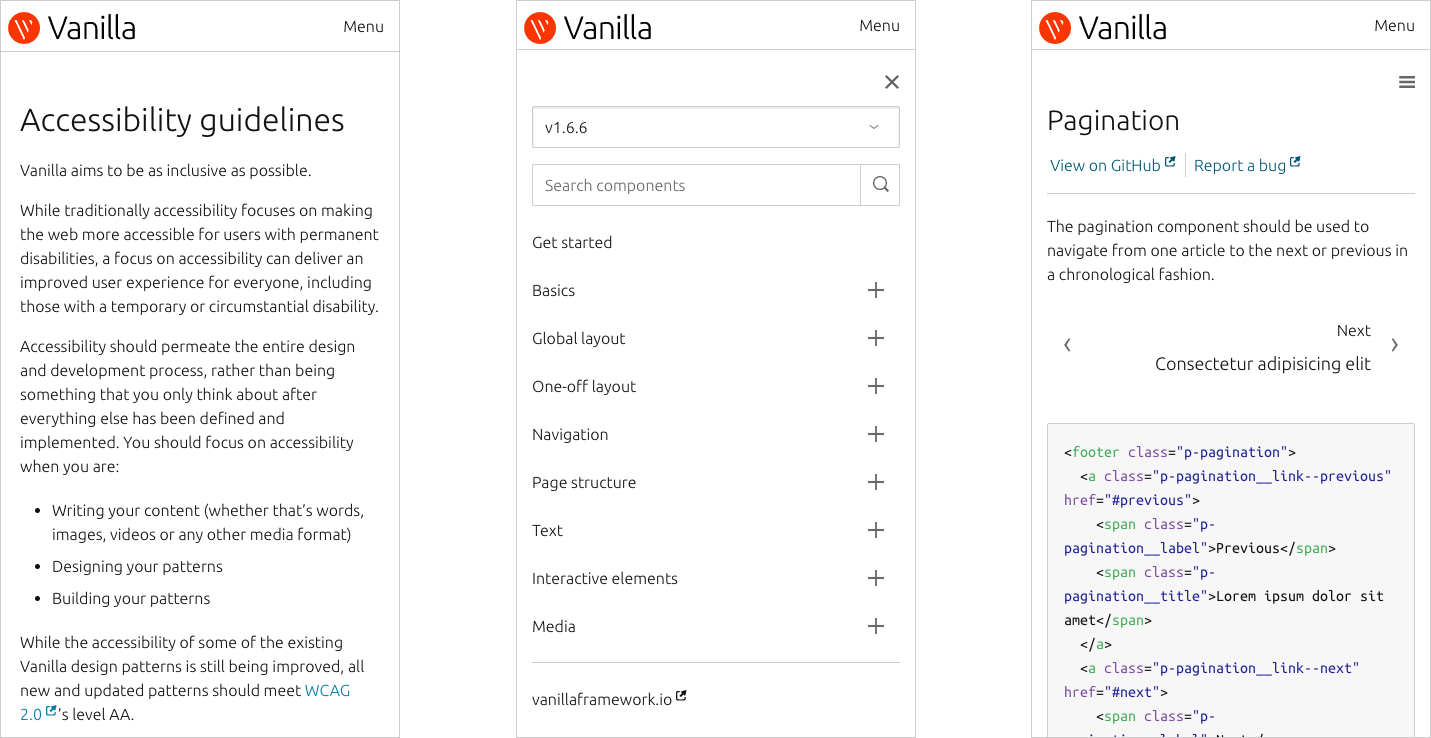 Vanilla
Menu
Accessibility guidelines
Vanilla aims to be as inclusive as possible.
While traditionally accessibility focuses on making
the web more accessible for users with permanent
disabilities, a focus on accessibility can deliver an
improved user experience for everyone, including
those with a temporary or circumstantial disability.
Accessibility should permeate the entire design
and development process, rather than being
something that you only think about after
everything else has been defined and
implemented. You should focus on accessibility
when you are:
Writing your content (whether that’s words,
images, videos or any other media format)
Designing your patterns
Building your patterns
While the accessibility of some of the existing
Vanilla design patterns is still being improved, all
new and updated patterns should meet WCAG
2.0’s level AA.
Vanilla
Menu
v1.6.6
Search components
Get started
Basics
Global layout
One-off layout
Navigation
Page structure
Text
Interactive elements
Media
vanillaframework.io
Vanilla
Menu
Pagination
View on GitHub
Report a bug
The pagination component should be used to
navigate from one article to the next or previous in
a chronological fashion.
Next
Consectetur adipisicing elit
<footer class="p-pagination">
<a class="p-pagination__link--previous"
href="#previous">
<span class="p-
pagination__label">Previous</span>
<span class="p-
pagination__title">Lorem ipsum dolor sit
amet</span>
</a>
<a class="p-pagination__link--next"
href="#next">
<span class="p-